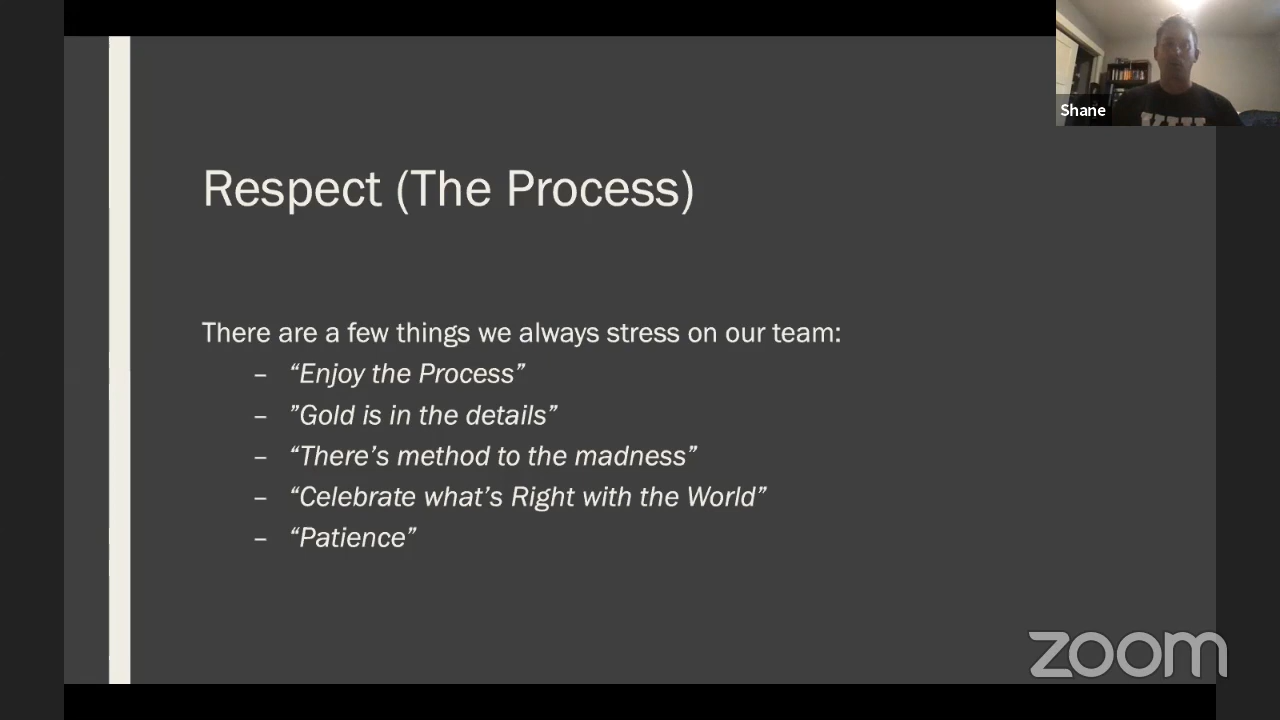 Shane
Respect (The Process)
There are a few things we always stress on our team:
– “Enjoy the Process”
– ”Gold is in the details”
– “There’s method to the madness”
– “Celebrate what’s Right with the World”
– “Patience”
zoom